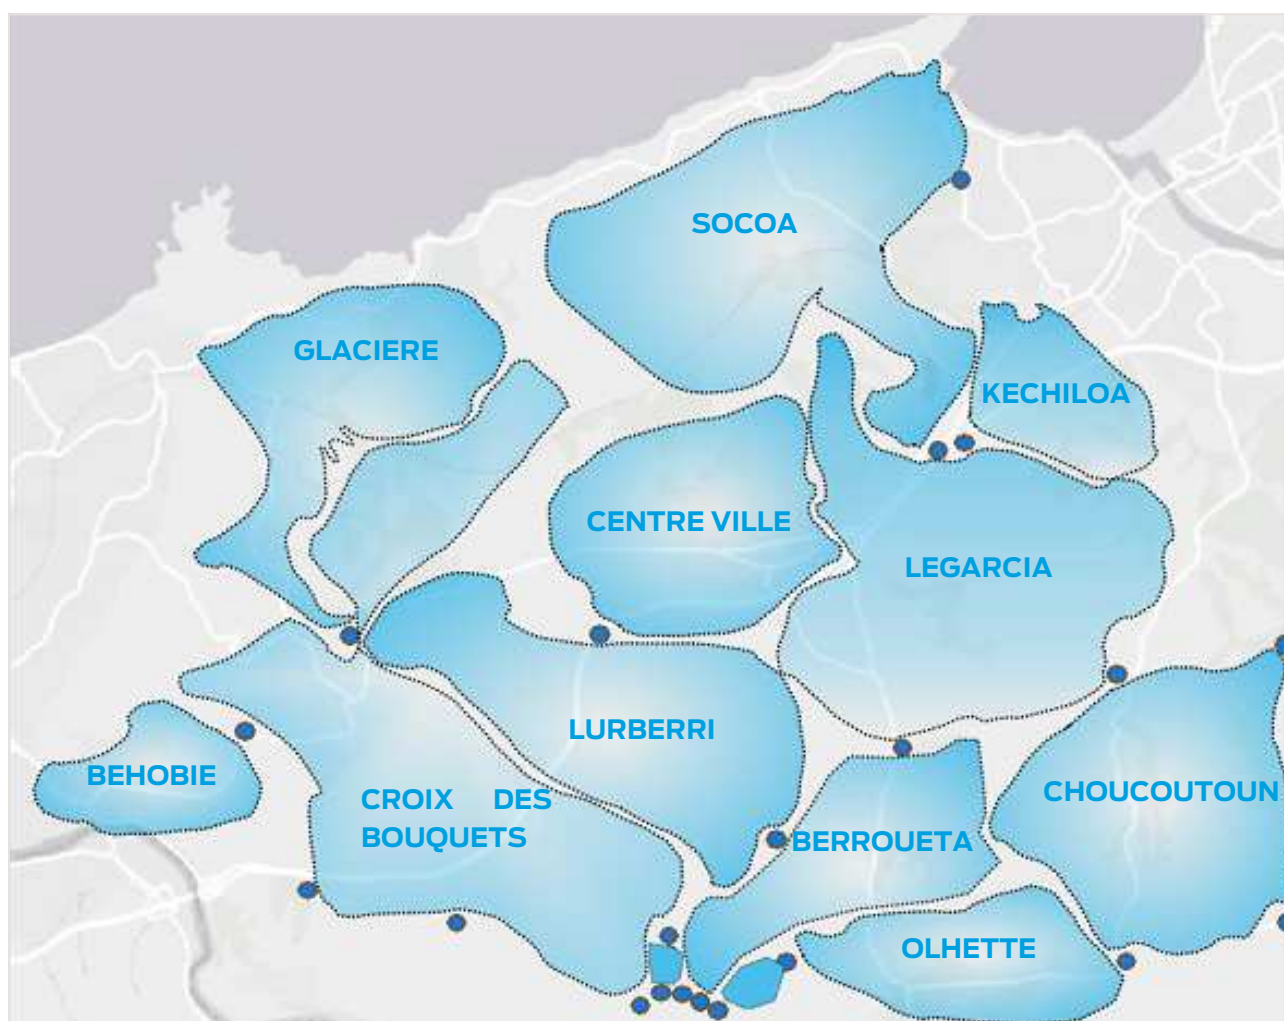 SOCOA
GLACIERE
KECHILOA
CENTRE VILLE
LEGARCIA
LURBERRI
BEHOBIE
CROIX DES
BOUQUETS
CHOUCOUTOUN
BERROUETA
OLHETTE